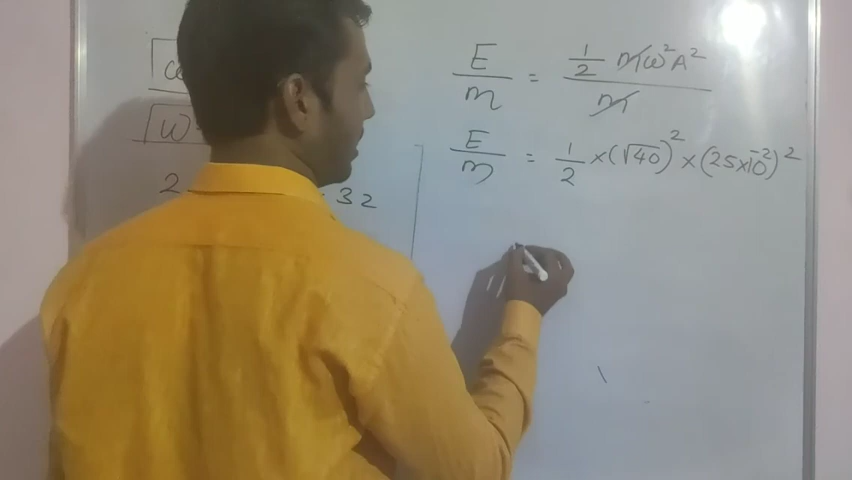 ω
W
2 32
E/m = 1/2 mω²A² / m
E/m = 1/2 × (√40)² × (25×10⁻²)²